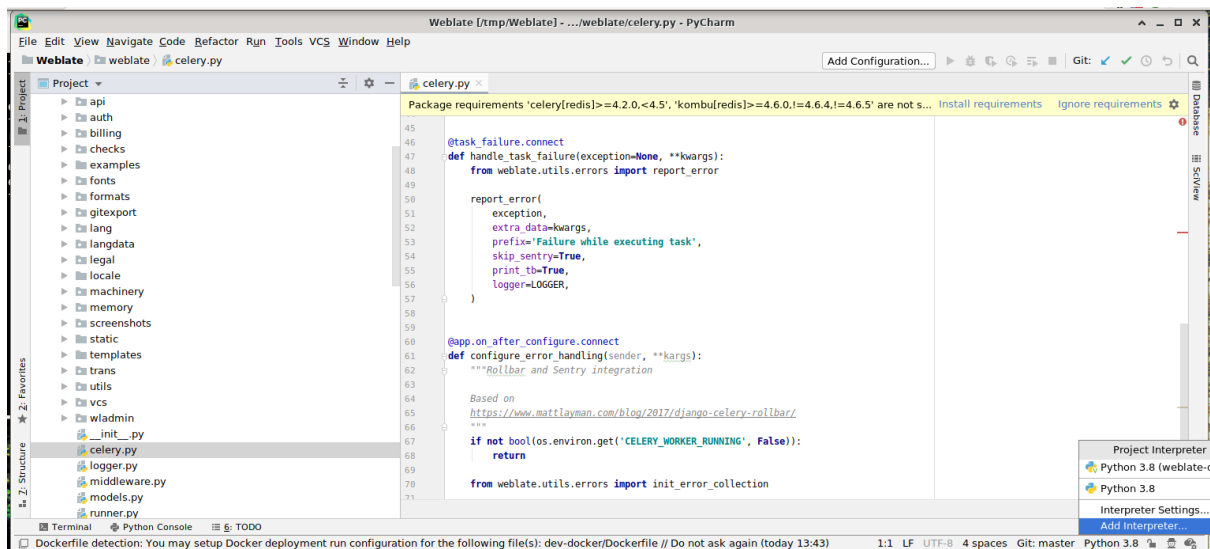 Weblate [/tmp/Weblate] - .../weblate/celery.py - PyCharm
File Edit View Navigate Code Refactor Run Tools VCS Window Help
Weblate weblate celery.py
Add Configuration...
Git:
1: Project
2: Favorites
7: Structure
Project
api
auth
billing
checks
examples
fonts
formats
gitexport
lang
langdata
legal
locale
machinery
memory
screenshots
static
templates
trans
utils
vcs
wladmin
__init__.py
celery.py
logger.py
middleware.py
models.py
runner.py
celery.py
Package requirements 'celery[redis]>=4.2.0,<4.5', 'kombu[redis]>=4.6.0,!=4.6.4,!=4.6.5' are not s... Install requirements Ignore requirements
45
46 @task_failure.connect
47 def handle_task_failure(exception=None, **kwargs):
48 from weblate.utils.errors import report_error
49
50 report_error(
51 exception,
52 extra_data=kwargs,
53 prefix='Failure while executing task',
54 skip_sentry=True,
55 print_tb=True,
56 logger=LOGGER,
57 )
58
59
60 @app.on_after_configure.connect
61 def configure_error_handling(sender, **kargs):
62 """Rollbar and Sentry integration
63
64 Based on
65 https://www.mattlayman.com/blog/2017/django-celery-rollbar/
66 """
67 if not bool(os.environ.get('CELERY_WORKER_RUNNING', False)):
68 return
69
70 from weblate.utils.errors import init_error_collection
71
Database
SciView
Project Interpreter
Python 3.8 (weblate-
Python 3.8
Interpreter Settings...
Add Interpreter...
Terminal Python Console 6: TODO
Dockerfile detection: You may setup Docker deployment run configuration for the following file(s): dev-docker/Dockerfile // Do not ask again (today 13:43) 1:1 LF UTF-8 4 spaces Git: master Python 3.8